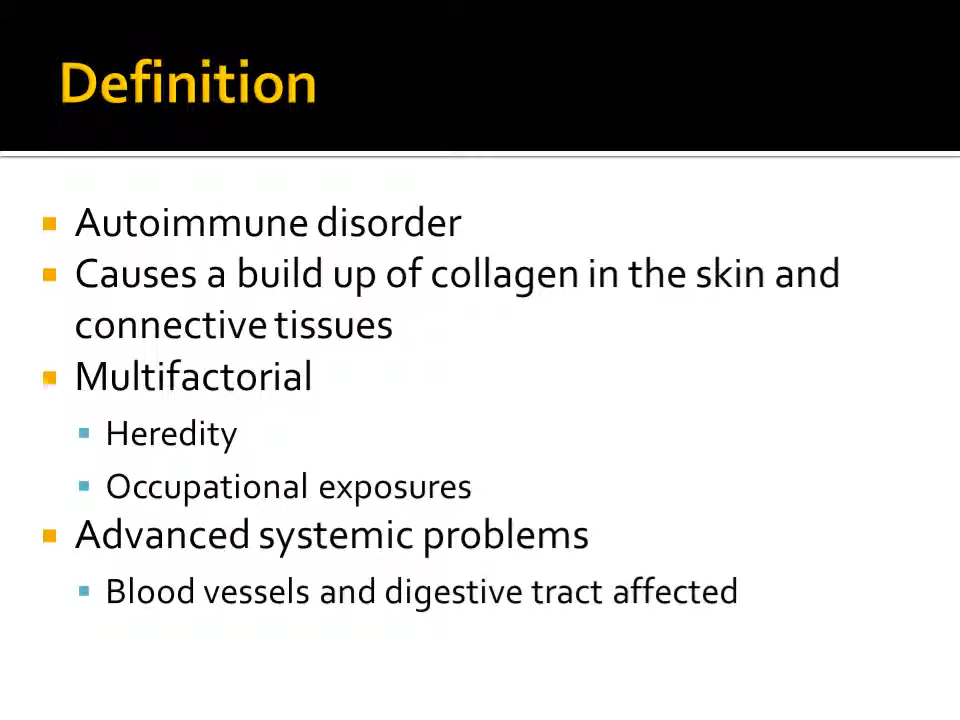 Definition
Autoimmune disorder
Causes a build up of collagen in the skin and
connective tissues
Multifactorial
Heredity
Occupational exposures
Advanced systemic problems
Blood vessels and digestive tract affected